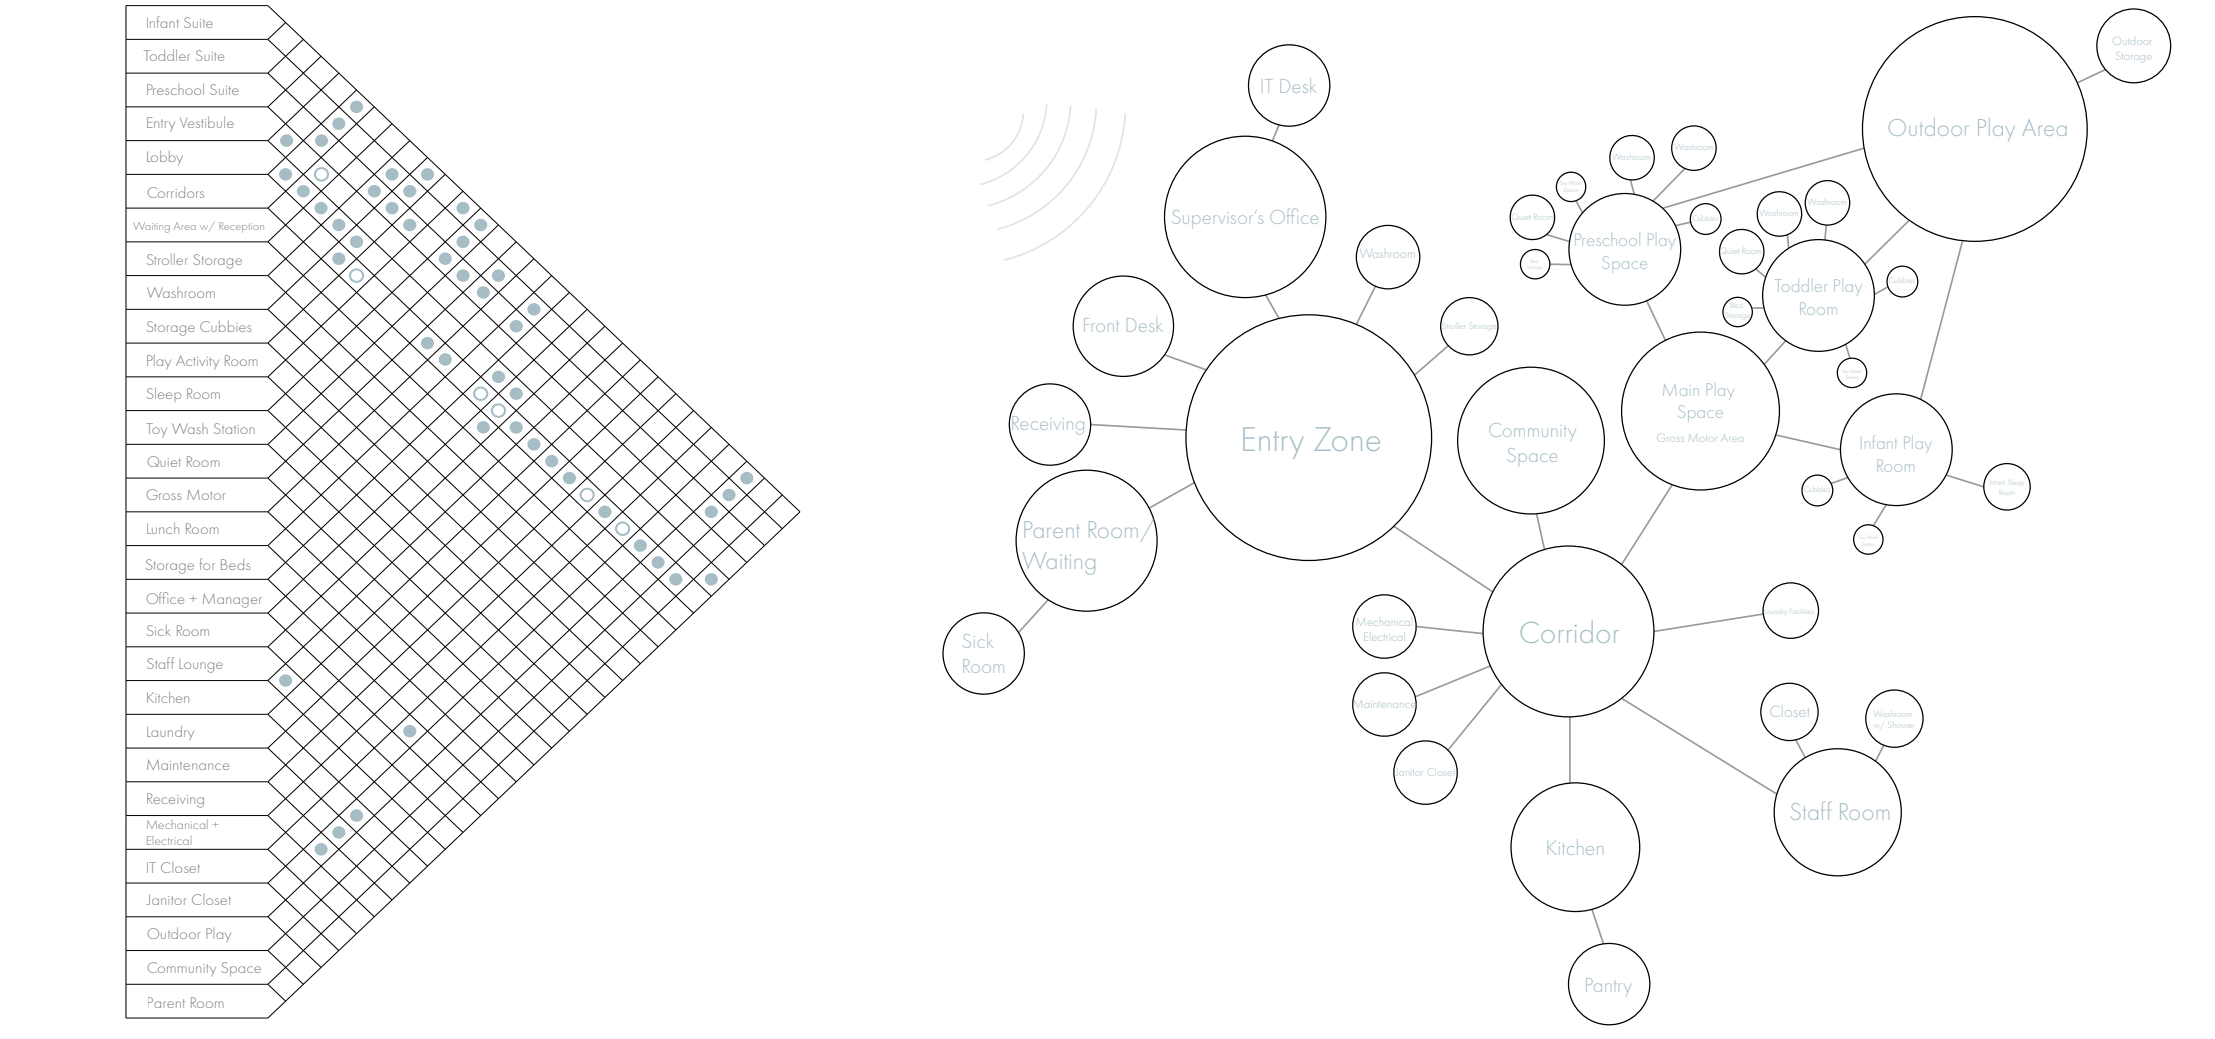 Infant Suite
Toddler Suite
Preschool Suite
Entry Vestibule
Lobby
Corridors
Waiting Area w/ Reception
Stroller Storage
Washroom
Storage Cubbies
Play Activity Room
Sleep Room
Toy Wash Station
Quiet Room
Gross Motor
Lunch Room
Storage for Beds
Office + Manager
Sick Room
Staff Lounge
Kitchen
Laundry
Maintenance
Receiving
Mechanical +
Electrical
IT Closet
Janitor Closet
Outdoor Play
Community Space
Parent Room
IT Desk
Supervisor's Office
Washroom
Front Desk
Stroller Storage
Receiving
Entry Zone
Parent Room/
Waiting
Sick
Room
Community
Space
Outdoor Play Area
Outdoor
Storage
Washroom
Washroom
Quiet Room
Cubbies
Preschool Play
Space
Washroom
Washroom
Quiet Room
Cubbies
Toddler Play
Room
Bed
Storage
Main Play
Space
Gross Motor Area
Infant Play
Room
Cubbies
Infant Sleep
Room
Corridor
Mechanical
Electrical
Maintenance
Janitor Closet
Laundry Facilities
Closet
Washroom
w/ Shower
Staff Room
Kitchen
Pantry